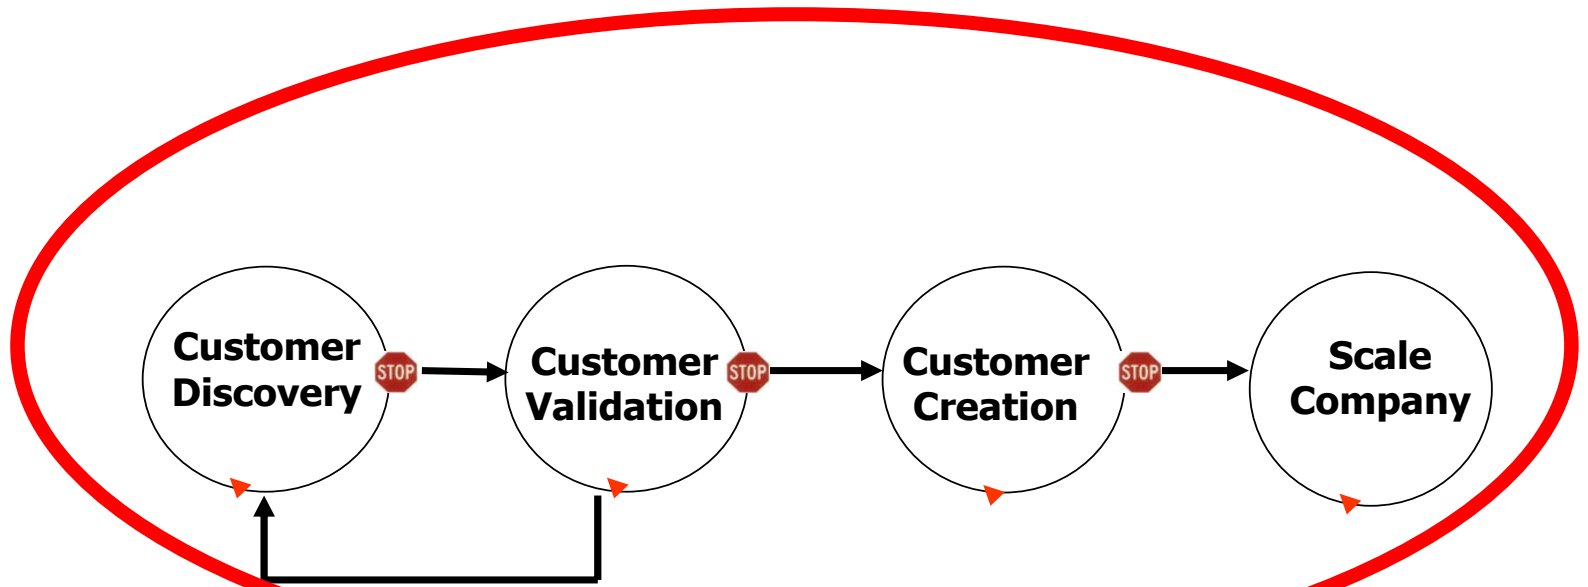 Customer
Discovery
STOP
Customer
Validation
STOP
Customer
Creation
STOP
Scale
Company